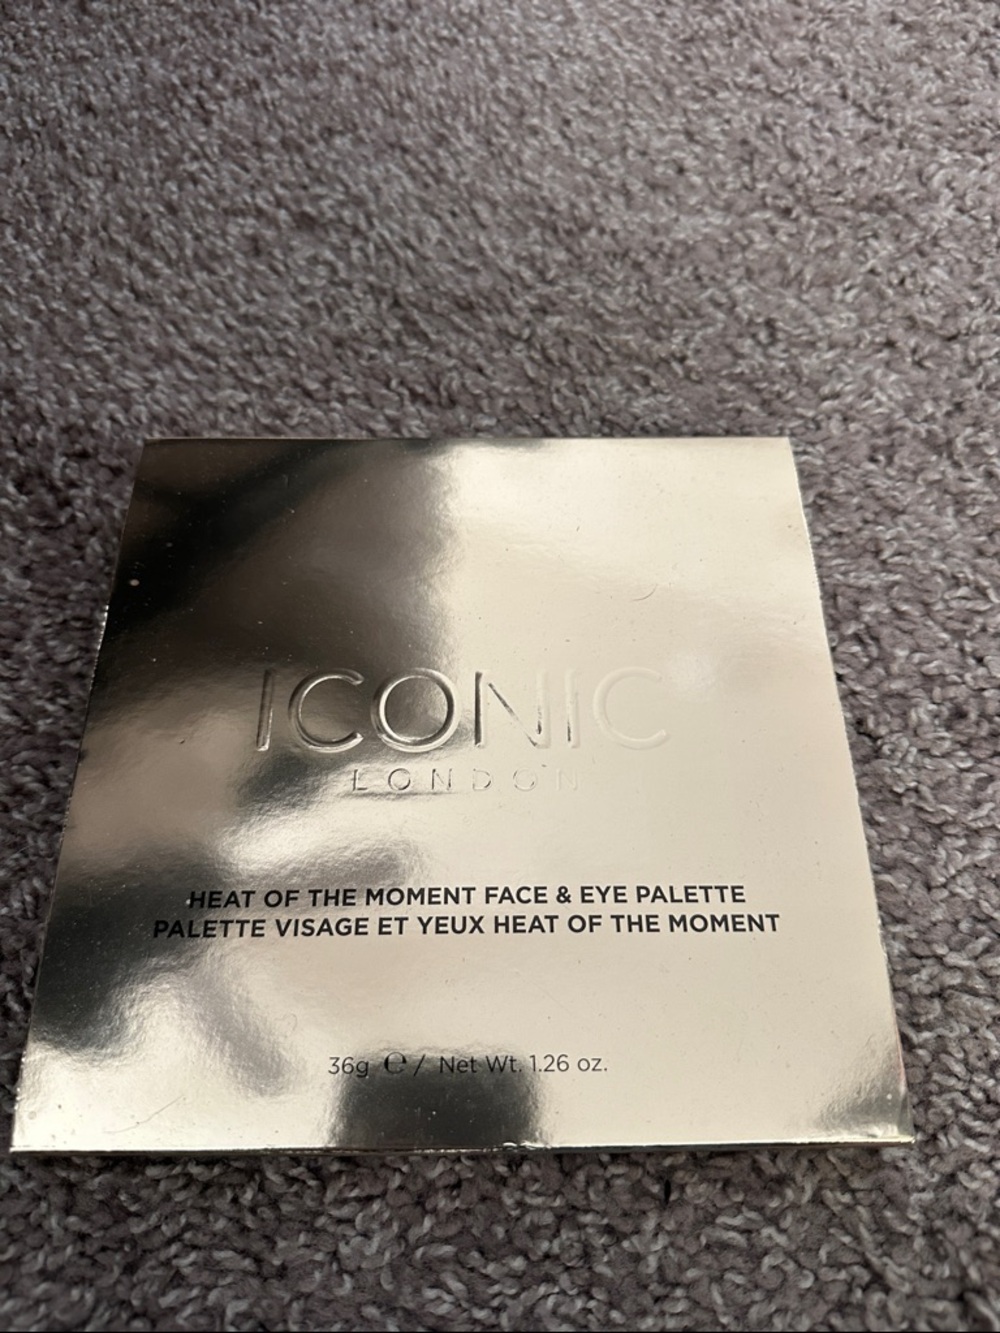 ICONIC
LONDON
HEAT OF THE MOMENT FACE & EYE PALETTE
PALETTE VISAGE ET YEUX HEAT OF THE MOMENT
36g ℮ / Net Wt. 1.26 oz.